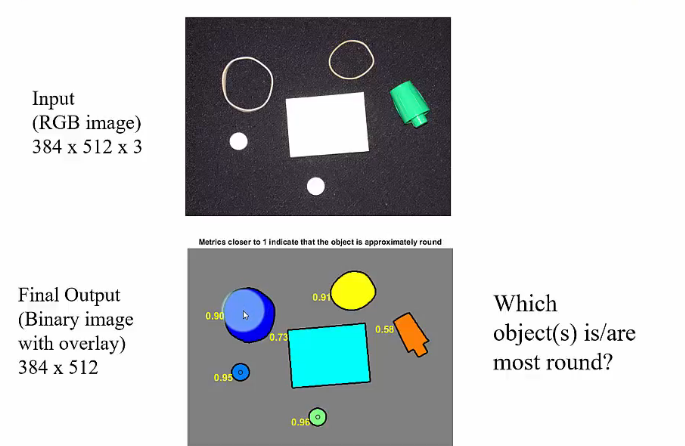 Input
(RGB image)
384 x 512 x 3
Metrics closer to 1 indicate that the object is approximately round
Final Output
(Binary image
with overlay)
384 x 512
0.90
0.91
0.73
0.58
0.95
0.96
Which
object(s) is/are
most round?